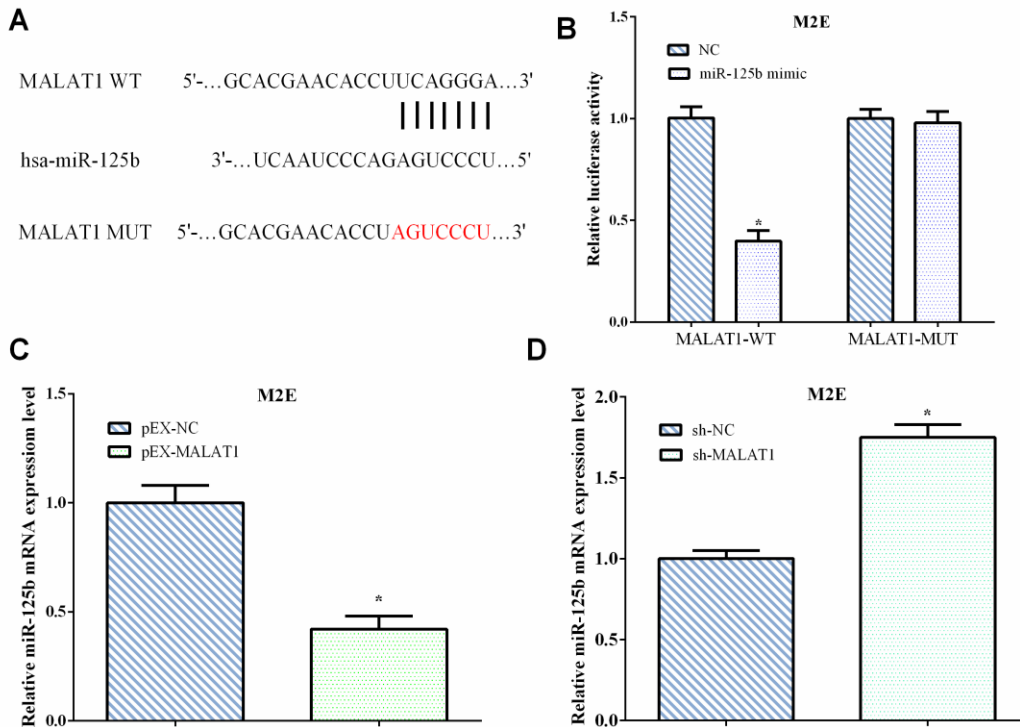 A
MALAT1 WT 5'-...GCACGAACACCUUCAGGGA...3'
hsa-miR-125b 3'-...UCAAUCCCAGAGUCCCU...5'
MALAT1 MUT 5'-...GCACGAACACCUAGUCCCU...3'
B
M2E
NC
miR-125b mimic
Relative luciferase activity
1.5
1.0
0.5
0.0
*
MALAT1-WT MALAT1-MUT
C
M2E
pEX-NC
pEX-MALAT1
Relative miR-125b mRNA expressiom level
1.5
1.0
0.5
0.0
*
D
M2E
sh-NC
sh-MALAT1
Relative miR-125b mRNA expressiom level
2.0
1.5
1.0
0.5
0.0
*